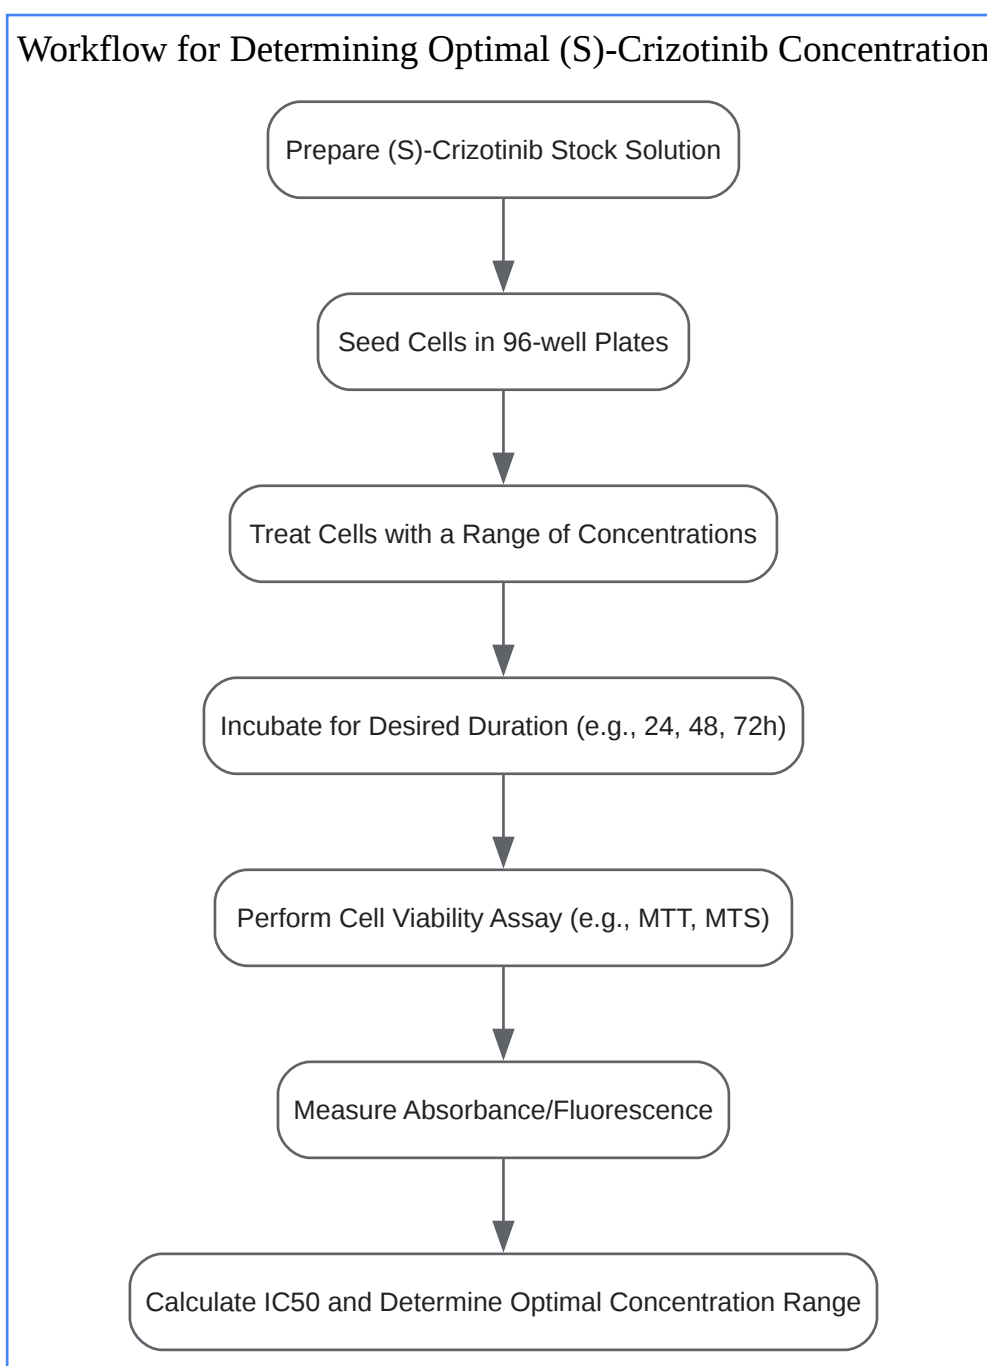 Workflow for Determining Optimal (S)-Crizotinib Concentration
Prepare (S)-Crizotinib Stock Solution
Seed Cells in 96-well Plates
Treat Cells with a Range of Concentrations
Incubate for Desired Duration (e.g., 24, 48, 72h)
Perform Cell Viability Assay (e.g., MTT, MTS)
Measure Absorbance/Fluorescence
Calculate IC50 and Determine Optimal Concentration Range